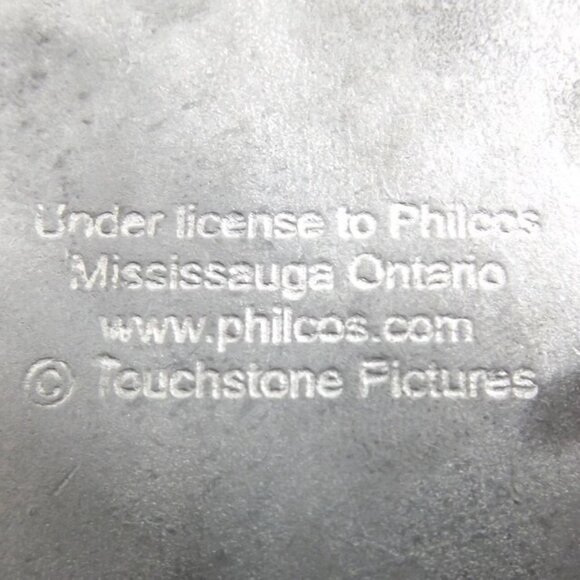 Under license to Philcos
Mississauga Ontario
www.philcos.com
© Touchstone Pictures